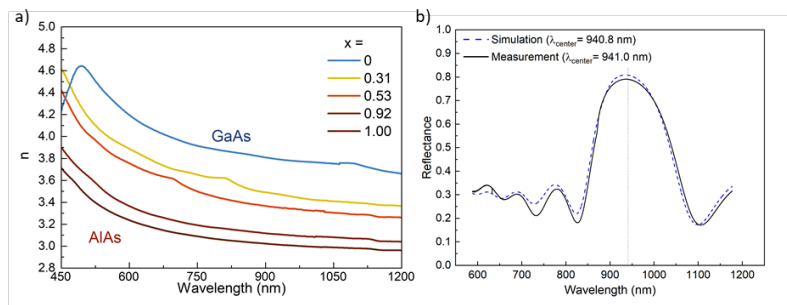 a)
5.0
4.8
4.6
4.4
4.2
4.0
3.8
3.6
3.4
3.2
3.0
2.8
n
x =
0
0.31
0.53
0.92
1.00
GaAs
AlAs
450 600 750 900 1050 1200
Wavelength (nm)
b)
1.0
0.9
0.8
0.7
0.6
0.5
0.4
0.3
0.2
0.1
0.0
Reflectance
Simulation (λcenter= 940.8 nm)
Measurement (λcenter= 941.0 nm)
600 700 800 900 1000 1100 1200
Wavelength (nm)